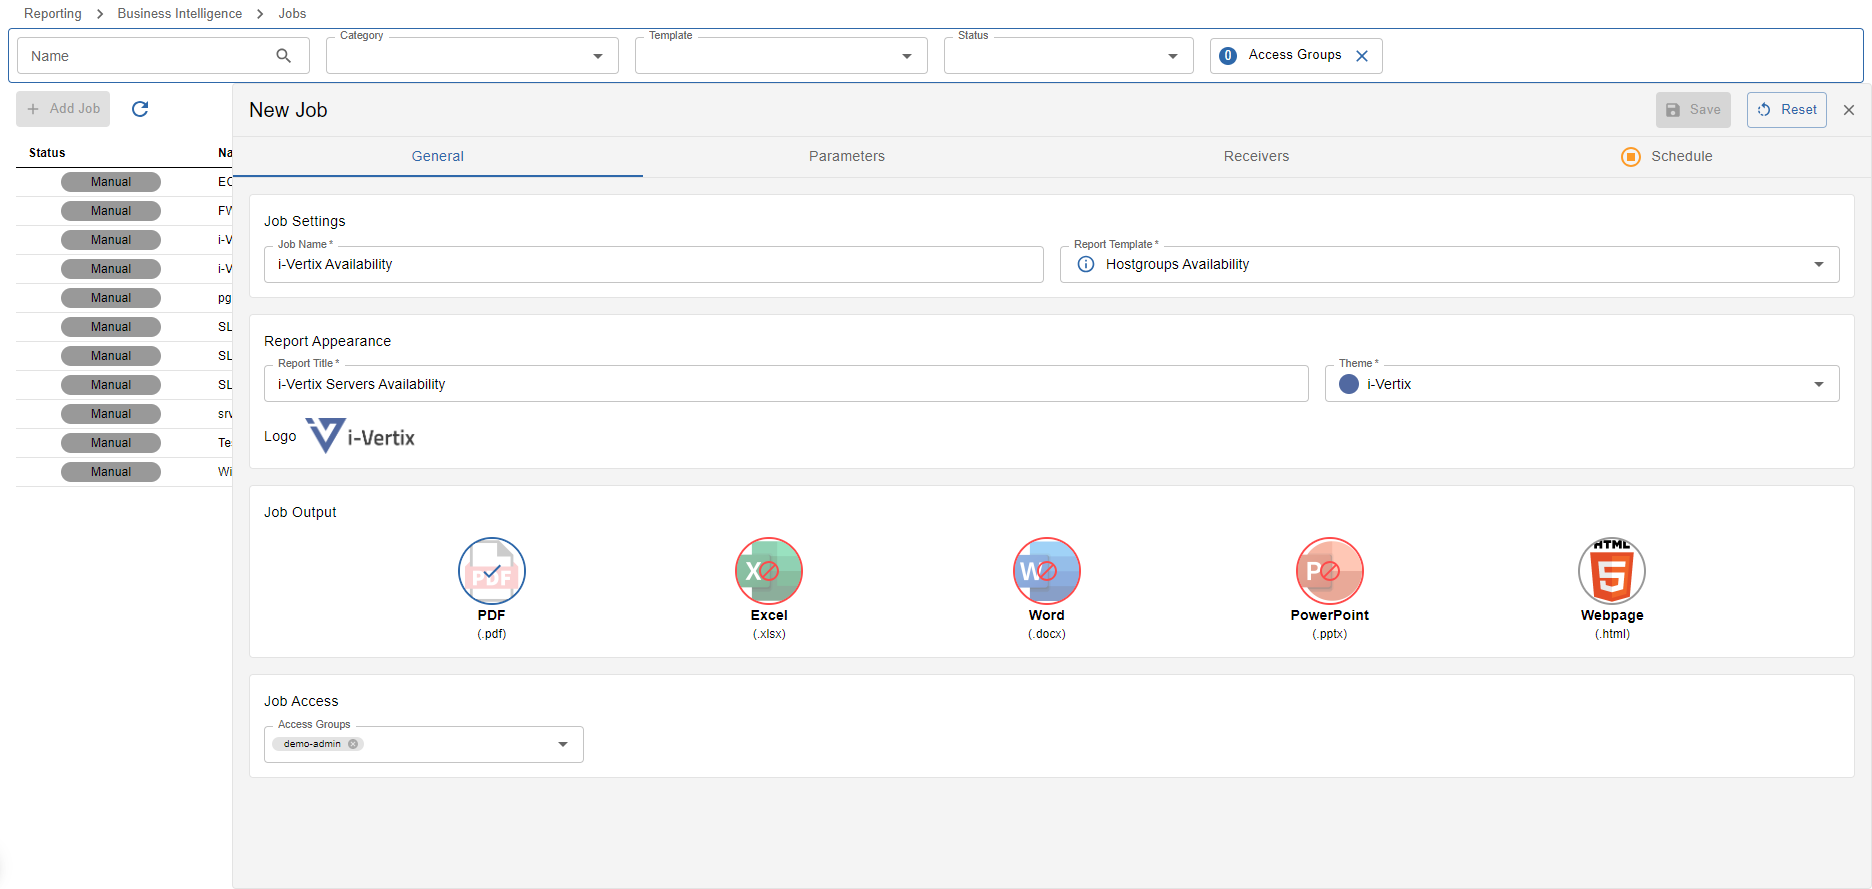 Reporting > Business Intelligence > Jobs
Name
Category
Template
Status
0 Access Groups
+ Add Job
New Job
Save
Reset
Status
Na
General
Parameters
Receivers
Schedule
Manual
EC
Manual
FW
Manual
i-V
Manual
i-V
Manual
pg
Manual
SL
Manual
SL
Manual
SL
Manual
srv
Manual
Te
Manual
Wi
Job Settings
Job Name *
i-Vertix Availability
Report Template *
Hostgroups Availability
Report Appearance
Report Title *
i-Vertix Servers Availability
Theme *
i-Vertix
Logo
i-Vertix
Job Output
PDF
X
W
P
HTML
5
PDF
(.pdf)
Excel
(.xlsx)
Word
(.docx)
PowerPoint
(.pptx)
Webpage
(.html)
Job Access
Access Groups
demo-admin